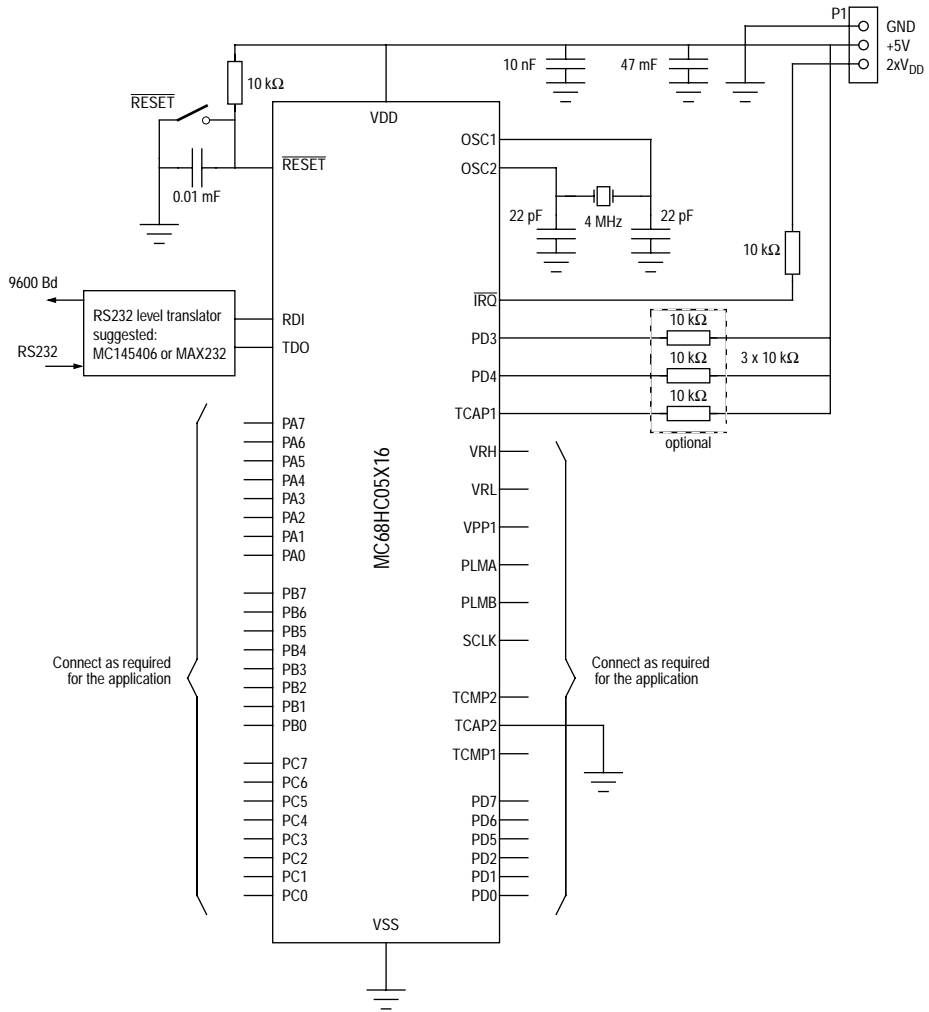 P1
GND
+5V
2xVDD
10 kΩ
10 nF
47 mF
RESET
VDD
OSC1
OSC2
RESET
0.01 mF
22 pF
4 MHz
22 pF
10 kΩ
9600 Bd
RS232 level translator
suggested:
MC145406 or MAX232
RS232
RDI
TDO
IRQ
PD3
PD4
TCAP1
10 kΩ
10 kΩ
10 kΩ
3 x 10 kΩ
optional
MC68HC05X16
PA7
PA6
PA5
PA4
PA3
PA2
PA1
PA0
PB7
PB6
PB5
PB4
PB3
PB2
PB1
PB0
PC7
PC6
PC5
PC4
PC3
PC2
PC1
PC0
Connect as required
for the application
VRH
VRL
VPP1
PLMA
PLMB
SCLK
TCMP2
TCAP2
TCMP1
PD7
PD6
PD5
PD2
PD1
PD0
Connect as required
for the application
VSS